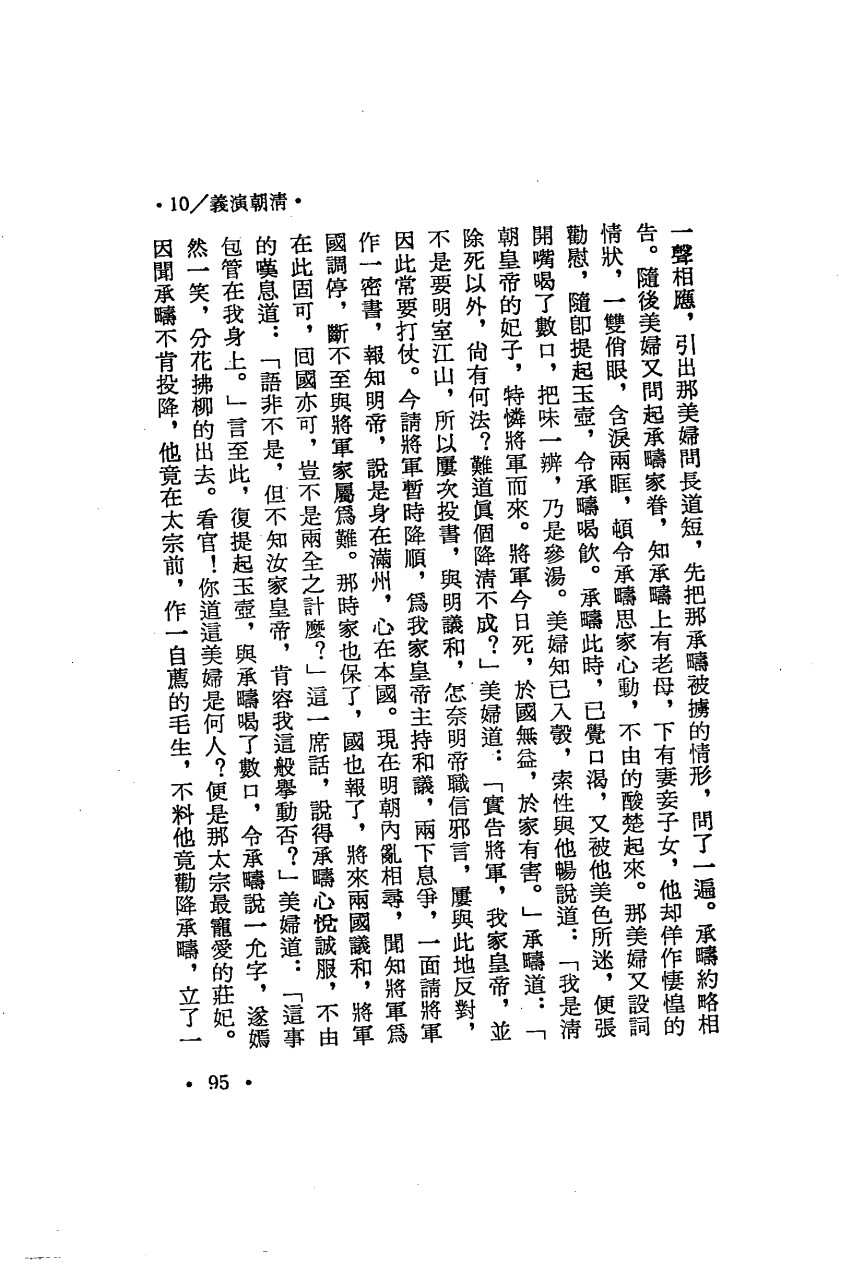 ·10/義演朝清·
一聲相應，引出那美婦問長道短，先把那承疇被擄的情形，問了一遍。承疇約略相
告。隨後美婦又問起承疇家眷，知承疇上有老母，下有妻妾子女，他却佯作悽惶的
情狀，一雙俏眼，含淚兩眶，頓令承疇思家心動，不由的酸楚起來。那美婦又設詞
勸慰，隨卽提起玉壺，令承疇喝飲。承疇此時，已覺口渴，又被他美色所迷，便張
開嘴喝了數口，把味一辨，乃是參湯。美婦知已入彀，索性與他暢說道：「我是清
朝皇帝的妃子，特憐將軍而來。將軍今日死，於國無益，於家有害。」承疇道：「
除死以外，尙有何法？難道眞個降淸不成？」美婦道：「實告將軍，我家皇帝，並
不是要明室江山，所以屢次投書，與明議和，怎奈明帝職信邪言，屢與此地反對，
因此常要打仗。今請將軍暫時降順，爲我家皇帝主持和議，兩下息爭，一面請將軍
作一密書，報知明帝，說是身在滿州，心在本國。現在明朝內亂相尋，聞知將軍爲
國調停，斷不至與將軍家屬爲難。那時家也保了，國也報了，將來兩國議和，將軍
在此固可，囘國亦可，豈不是兩全之計麼？」這一席話，說得承疇心悅誠服，不由
的嘆息道：「語非不是，但不知汝家皇帝，肯容我這般擧動否？」美婦道：「這事
包管在我身上。」言至此，復提起玉壺，與承疇喝了數口，令承疇說一允字，遂嫣
然一笑，分花拂柳的出去。看官！你道這美婦是何人？便是那太宗最寵愛的莊妃。
因聞承疇不肯投降，他竟在太宗前，作一自薦的毛生，不料他竟勸降承疇，立了一
·95·